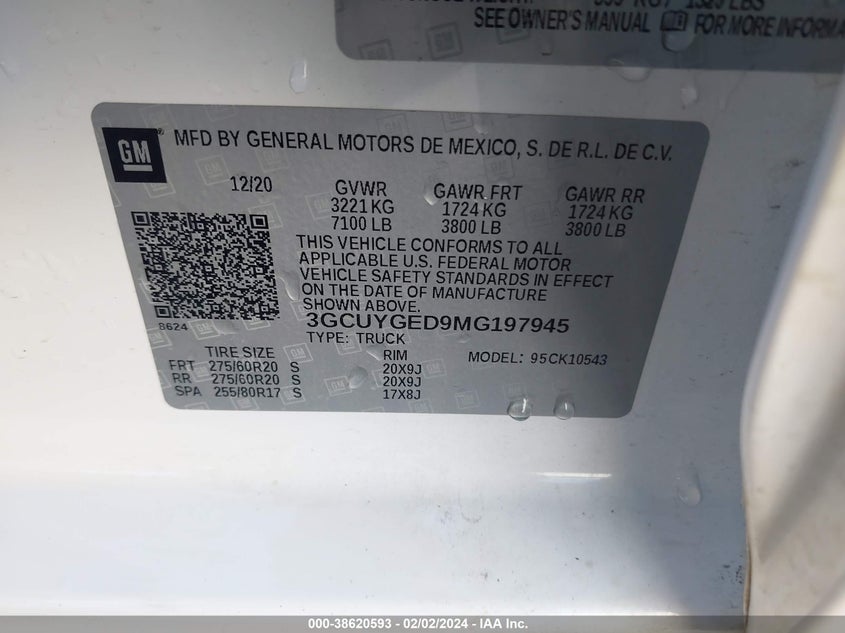 SEE OWNER'S MANUAL FOR MORE INFORMA
GM
MFD BY GENERAL MOTORS DE MEXICO, S. DE R.L. DE C.V.
12/20 GVWR GAWR FRT GAWR RR
3221 KG 1724 KG 1724 KG
7100 LB 3800 LB 3800 LB
THIS VEHICLE CONFORMS TO ALL
APPLICABLE U.S. FEDERAL MOTOR
VEHICLE SAFETY STANDARDS IN EFFECT
ON THE DATE OF MANUFACTURE
SHOWN ABOVE.
8624 3GCUYGED9MG197945
TYPE: TRUCK MODEL: 95CK10543
TIRE SIZE RIM
FRT 275/60R20 S 20X9J
RR 275/60R20 S 20X9J
SPA 255/80R17 S 17X8J
000-38620593 - 02/02/2024 - IAA Inc.